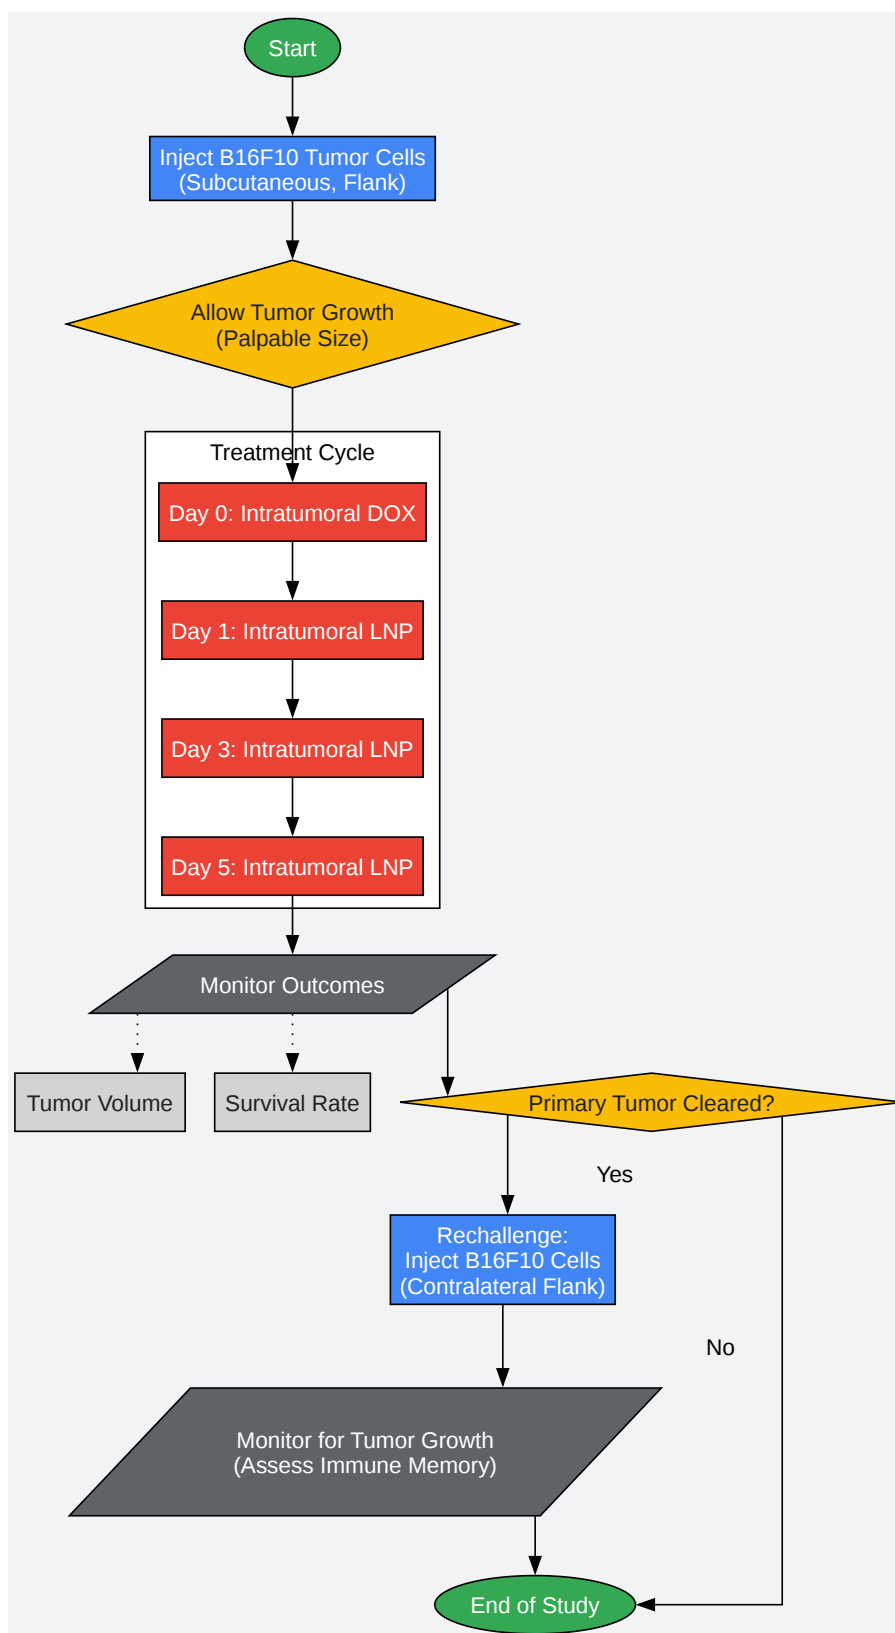 Start
Inject B16F10 Tumor Cells
(Subcutaneous, Flank)
Allow Tumor Growth
(Palpable Size)
Treatment Cycle
Day 0: Intratumoral DOX
Day 1: Intratumoral LNP
Day 3: Intratumoral LNP
Day 5: Intratumoral LNP
Monitor Outcomes
Tumor Volume
Survival Rate
Primary Tumor Cleared?
Yes
Rechallenge:
Inject B16F10 Cells
(Contralateral Flank)
No
Monitor for Tumor Growth
(Assess Immune Memory)
End of Study